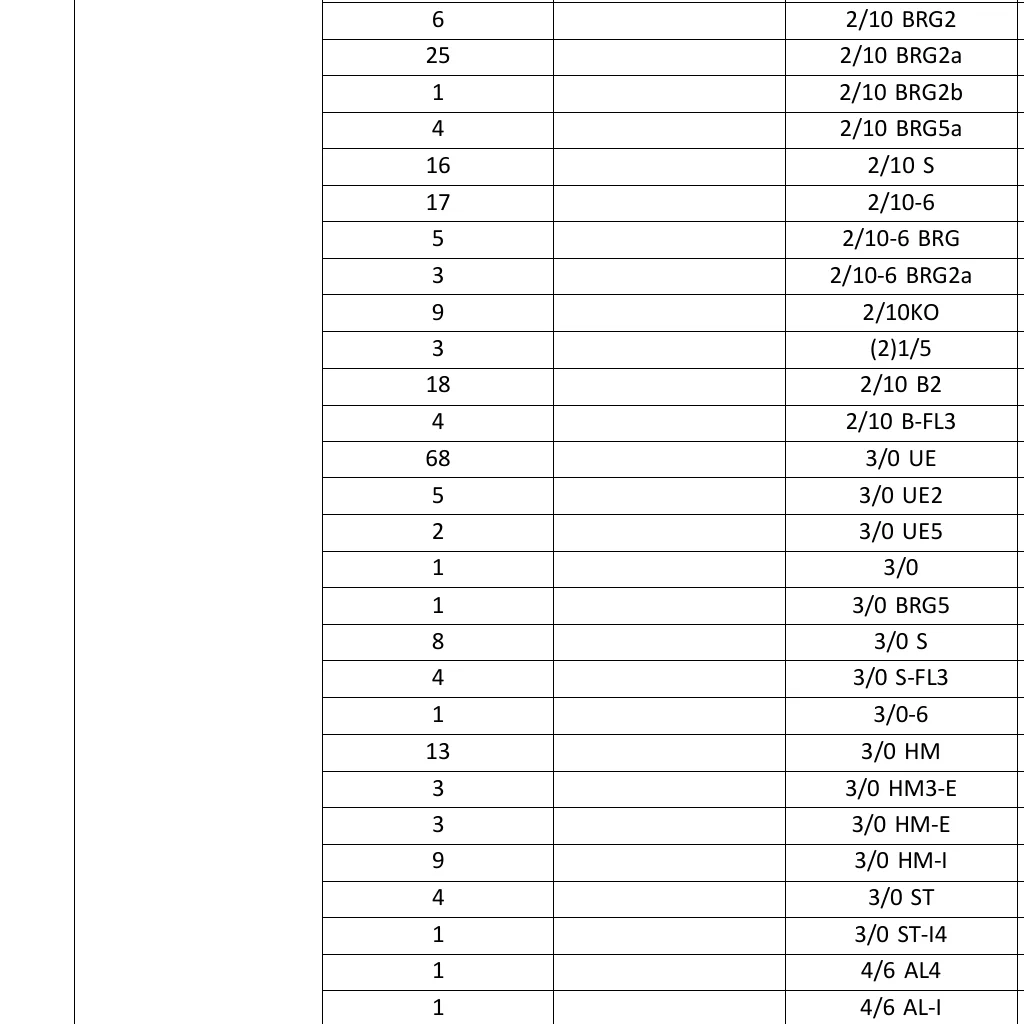 6 2/10 BRG2
25 2/10 BRG2a
1 2/10 BRG2b
4 2/10 BRG5a
16 2/10 S
17 2/10-6
5 2/10-6 BRG
3 2/10-6 BRG2a
9 2/10KO
3 (2)1/5
18 2/10 B2
4 2/10 B-FL3
68 3/0 UE
5 3/0 UE2
2 3/0 UE5
1 3/0
1 3/0 BRG5
8 3/0 S
4 3/0 S-FL3
1 3/0-6
13 3/0 HM
3 3/0 HM3-E
3 3/0 HM-E
9 3/0 HM-I
4 3/0 ST
1 3/0 ST-I4
1 4/6 AL4
1 4/6 AL-I